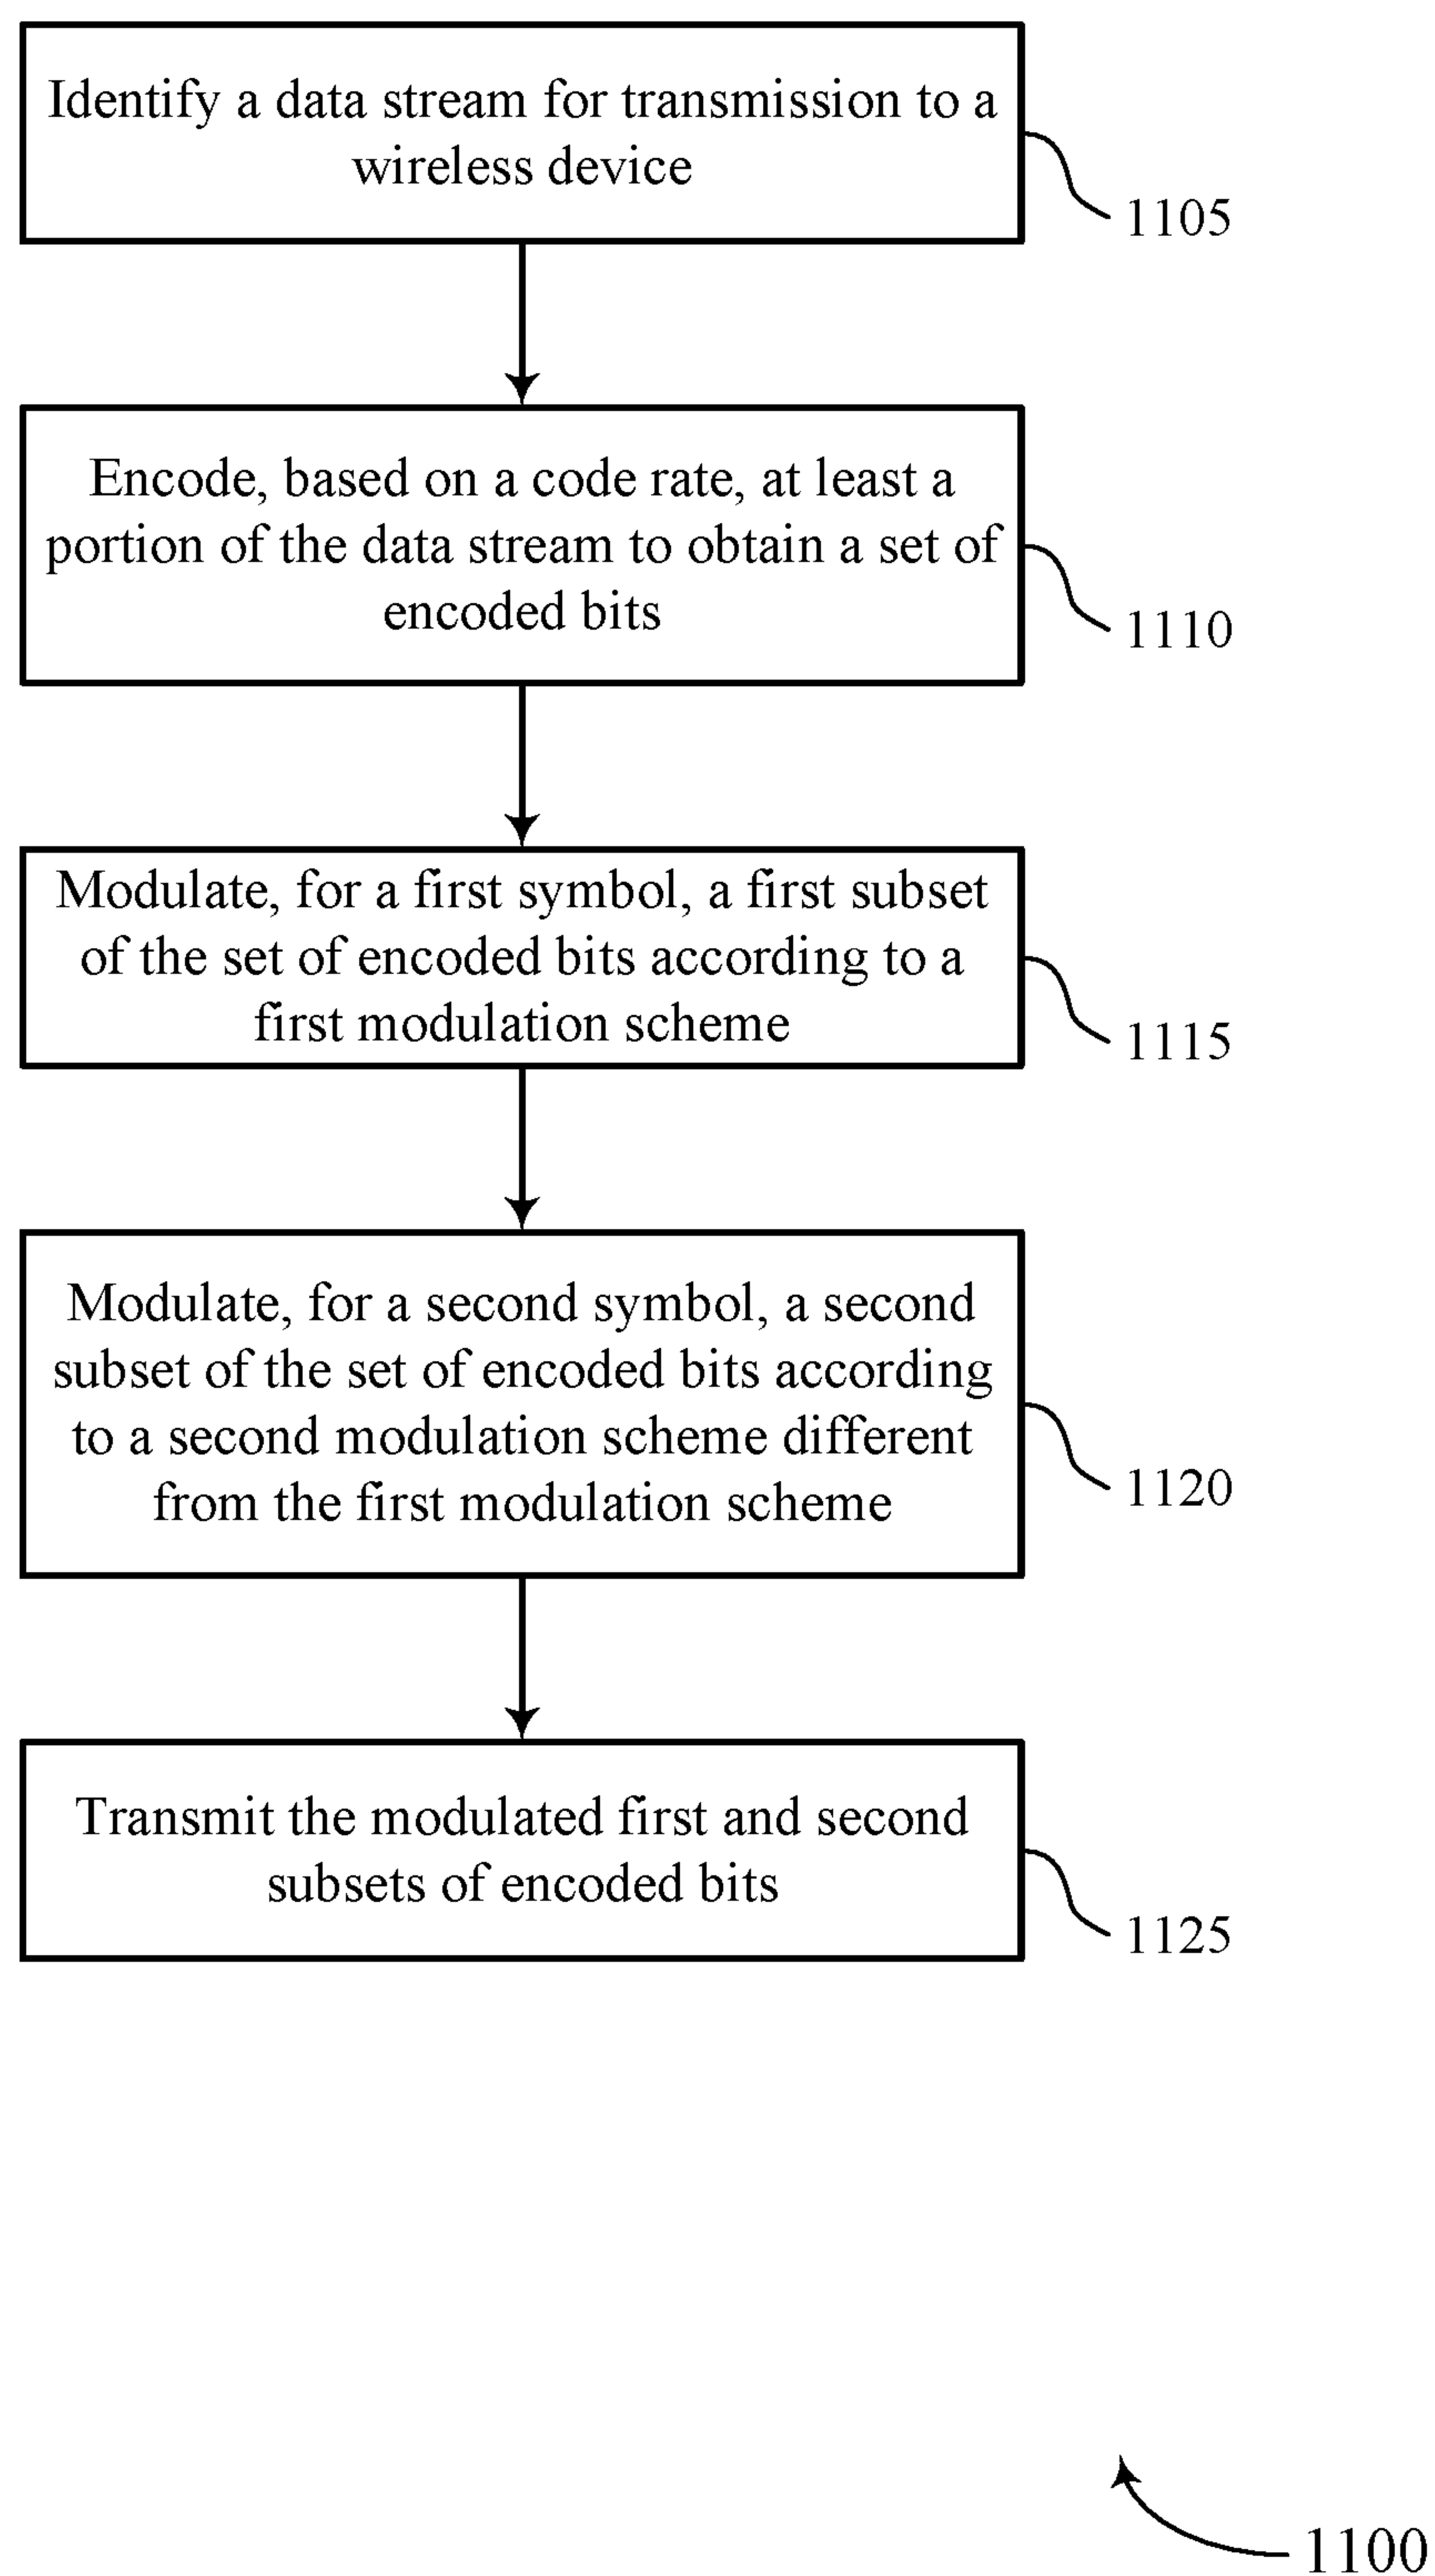 Identify a data stream for transmission to a
wireless device
1105
Encode, based on a code rate, at least a
portion of the data stream to obtain a set of
encoded bits
1110
Modulate, for a first symbol, a first subset
of the set of encoded bits according to a
first modulation scheme
1115
Modulate, for a second symbol, a second
subset of the set of encoded bits according
to a second modulation scheme different
from the first modulation scheme
1120
Transmit the modulated first and second
subsets of encoded bits
1125
1100